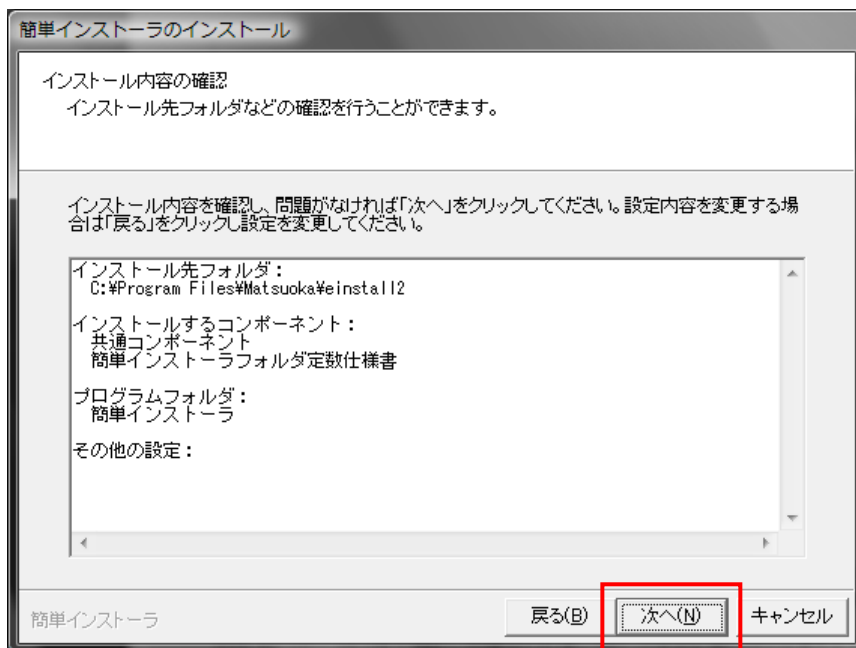 簡単インストーラのインストール
インストール内容の確認
インストール先フォルダなどの確認を行うことができます。
インストール内容を確認し、問題がなければ「次へ」をクリックしてください。設定内容を変更する場
合は「戻る」をクリックし設定を変更してください。
インストール先フォルダ:
C:¥Program Files¥Matsuoka¥einstall2
インストールするコンポーネント:
共通コンポーネント
簡単インストーラフォルダ定数仕様書
プログラムフォルダ:
簡単インストーラ
その他の設定:
簡単インストーラ
戻る(B) 次へ(N) キャンセル